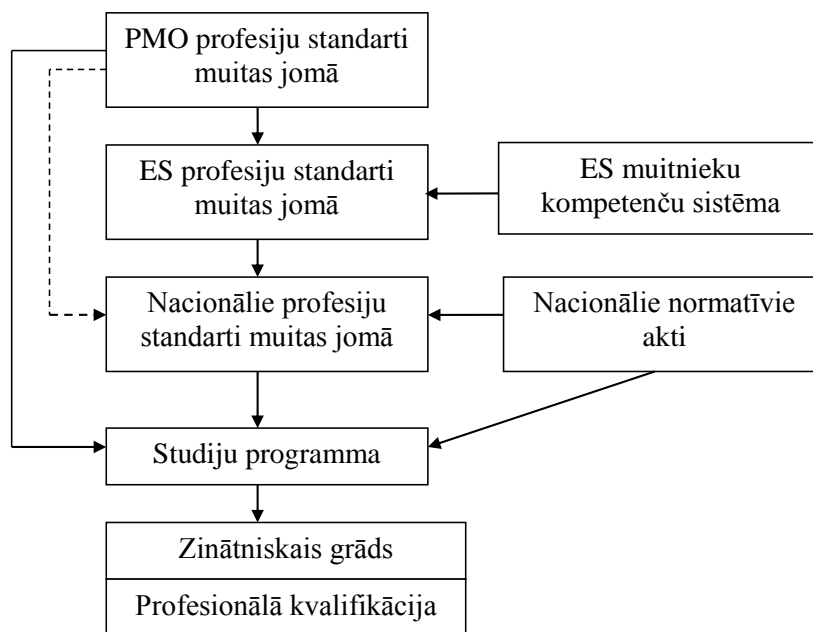 PMO profesiju standarti
muitas jomā
ES profesiju standarti
muitas jomā
ES muitnieku
kompetenču sistēma
Nacionālie profesiju
standarti muitas jomā
Nacionālie normatīvie
akti
Studiju programma
Zinātniskais grāds
Profesionālā kvalifikācija